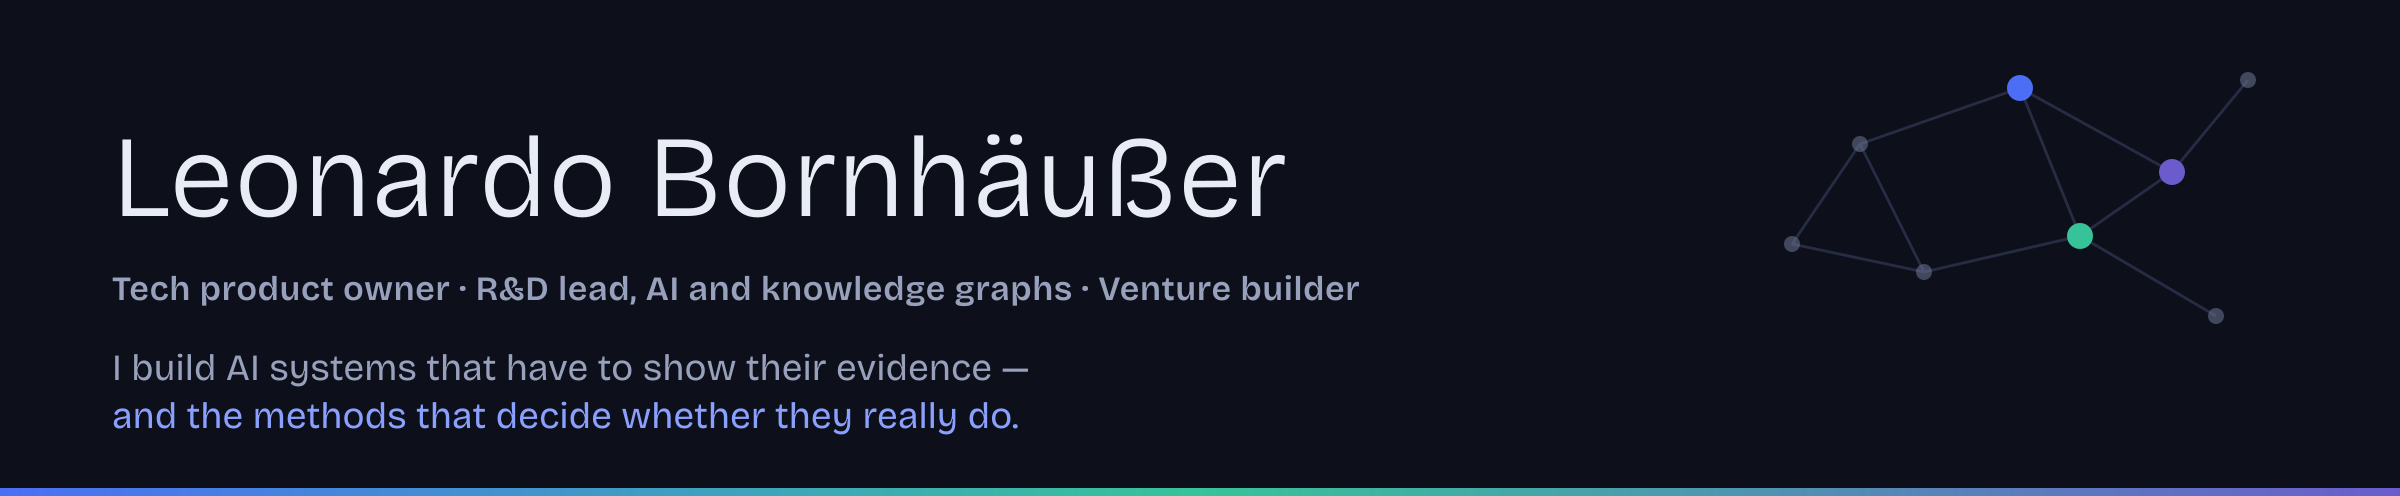 Leonardo Bornhäußer
Tech product owner · R&D lead, AI and knowledge graphs · Venture builder
I build AI systems that have to show their evidence —
and the methods that decide whether they really do.